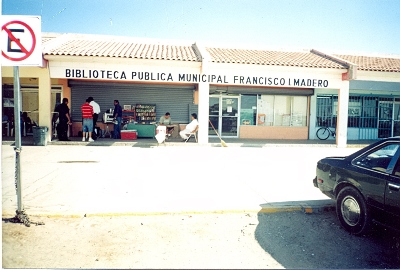 E
BIBLIOTECA PUBLICA MUNICIPAL FRANCISCO I MADERO